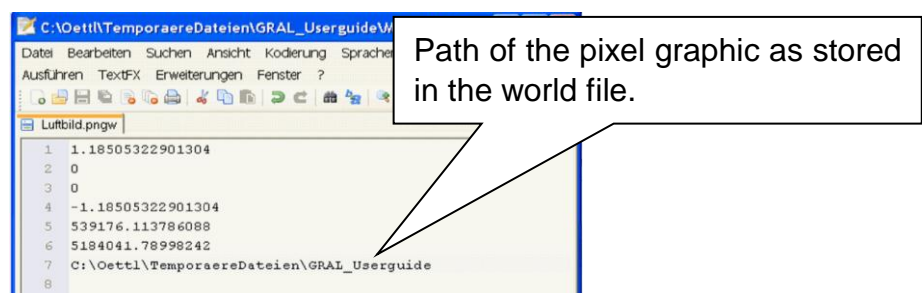 C:\Oettl\TemporaereDateien\GRAL_Userguide\
Path of the pixel graphic as stored
in the world file.
Datei Bearbeiten Suchen Ansicht Kodierung
Ausführen TextFX Erweiterungen Fenster ?
Luftbild.pngw
1 1.18505322901304
2 0
3 0
4 -1.18505322901304
5 539176.113786088
6 5184041.78998242
7 C:\Oettl\TemporaereDateien\GRAL_Userguide
8